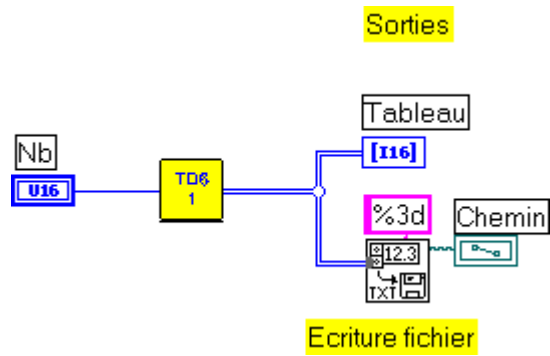 Sorties
Tableau
[I16]
Nb
U16
TD6
1
%3d
Chemin
12.3
TXT
Ecriture fichier